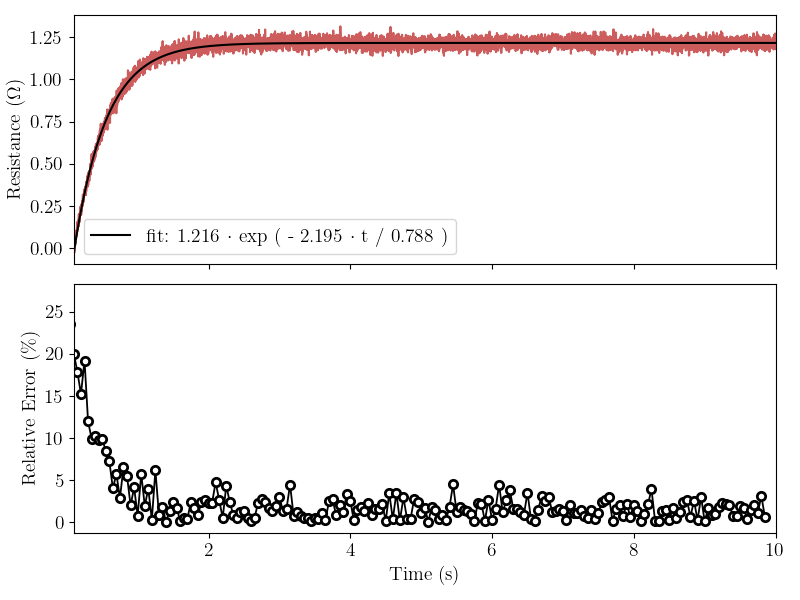 1.25
1.00
0.75
0.50
0.25
0.00
Resistance (Ω)
fit: 1.216 · exp ( - 2.195 · t / 0.788 )
25
20
15
10
5
0
Relative Error (%)
2 4 6 8 10
Time (s)